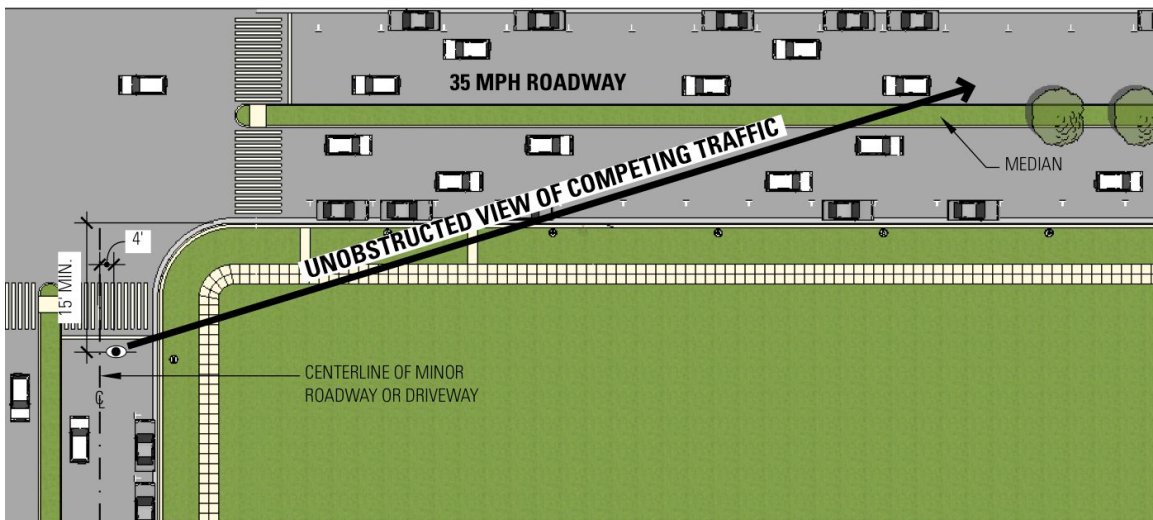 35 MPH ROADWAY
UNOBSTRUCTED VIEW OF COMPETING TRAFFIC
MEDIAN
4'
15' MIN.
CENTERLINE OF MINOR
ROADWAY OR DRIVEWAY
℄